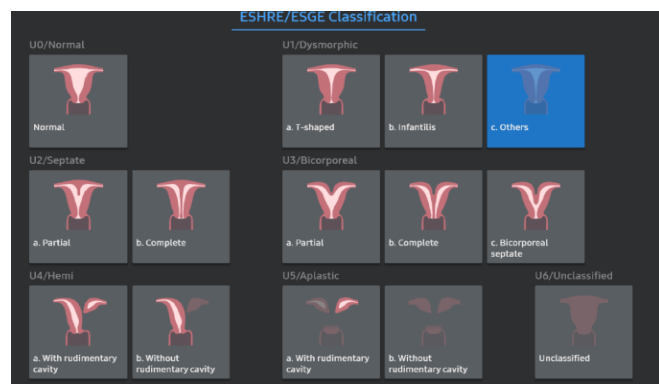 ESHRE/ESGE Classification
U0/Normal
U1/Dysmorphic
Normal
a. T-shaped
b. Infantilis
c. Others
U2/Septate
U3/Bicorporeal
a. Partial
b. Complete
a. Partial
b. Complete
c. Bicorporeal
septate
U4/Hemi
U5/Aplastic
U6/Unclassified
a. With rudimentary
cavity
b. Without
rudimentary cavity
a. With rudimentary
cavity
b. Without
rudimentary cavity
Unclassified